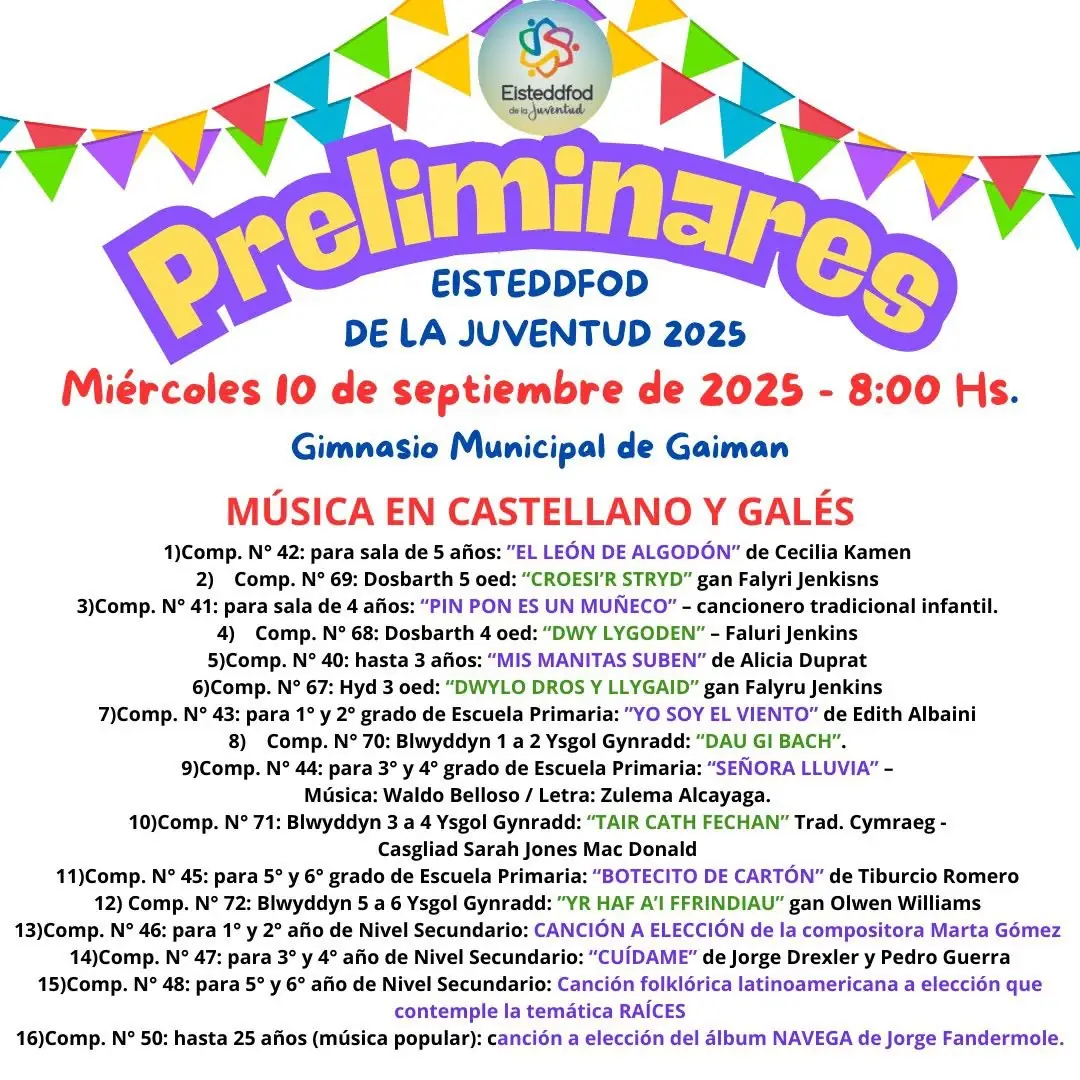 Eisteddfod
de la Juventud
Preliminares
EISTEDDFOD
DE LA JUVENTUD 2025
Miércoles 10 de septiembre de 2025 - 8:00 Hs.
Gimnasio Municipal de Gaiman
MÚSICA EN CASTELLANO Y GALÉS
1)Comp. N° 42: para sala de 5 años: ”EL LEÓN DE ALGODÓN” de Cecilia Kamen
2) Comp. N° 69: Dosbarth 5 oed: “CROESI’R STRYD” gan Falyri Jenkisns
3)Comp. N° 41: para sala de 4 años: “PIN PON ES UN MUÑECO” – cancionero tradicional infantil.
4) Comp. N° 68: Dosbarth 4 oed: “DWY LYGODEN” – Faluri Jenkins
5)Comp. N° 40: hasta 3 años: “MIS MANITAS SUBEN” de Alicia Duprat
6)Comp. N° 67: Hyd 3 oed: “DWYLO DROS Y LLYGAID” gan Falyru Jenkins
7)Comp. N° 43: para 1° y 2° grado de Escuela Primaria: ”YO SOY EL VIENTO” de Edith Albaini
8) Comp. N° 70: Blwyddyn 1 a 2 Ysgol Gynradd: “DAU GI BACH”.
9)Comp. N° 44: para 3° y 4° grado de Escuela Primaria: “SEÑORA LLUVIA” –
Música: Waldo Belloso / Letra: Zulema Alcayaga.
10)Comp. N° 71: Blwyddyn 3 a 4 Ysgol Gynradd: “TAIR CATH FECHAN” Trad. Cymraeg -
Casgliad Sarah Jones Mac Donald
11)Comp. N° 45: para 5° y 6° grado de Escuela Primaria: “BOTECITO DE CARTÓN” de Tiburcio Romero
12) Comp. N° 72: Blwyddyn 5 a 6 Ysgol Gynradd: ”YR HAF A’I FFRINDIAU” gan Olwen Williams
13)Comp. N° 46: para 1° y 2° año de Nivel Secundario: CANCIÓN A ELECCIÓN de la compositora Marta Gómez
14)Comp. N° 47: para 3° y 4° año de Nivel Secundario: “CUÍDAME” de Jorge Drexler y Pedro Guerra
15)Comp. N° 48: para 5° y 6° año de Nivel Secundario: Canción folklórica latinoamericana a elección que
contemple la temática RAÍCES
16)Comp. N° 50: hasta 25 años (música popular): canción a elección del álbum NAVEGA de Jorge Fandermole.